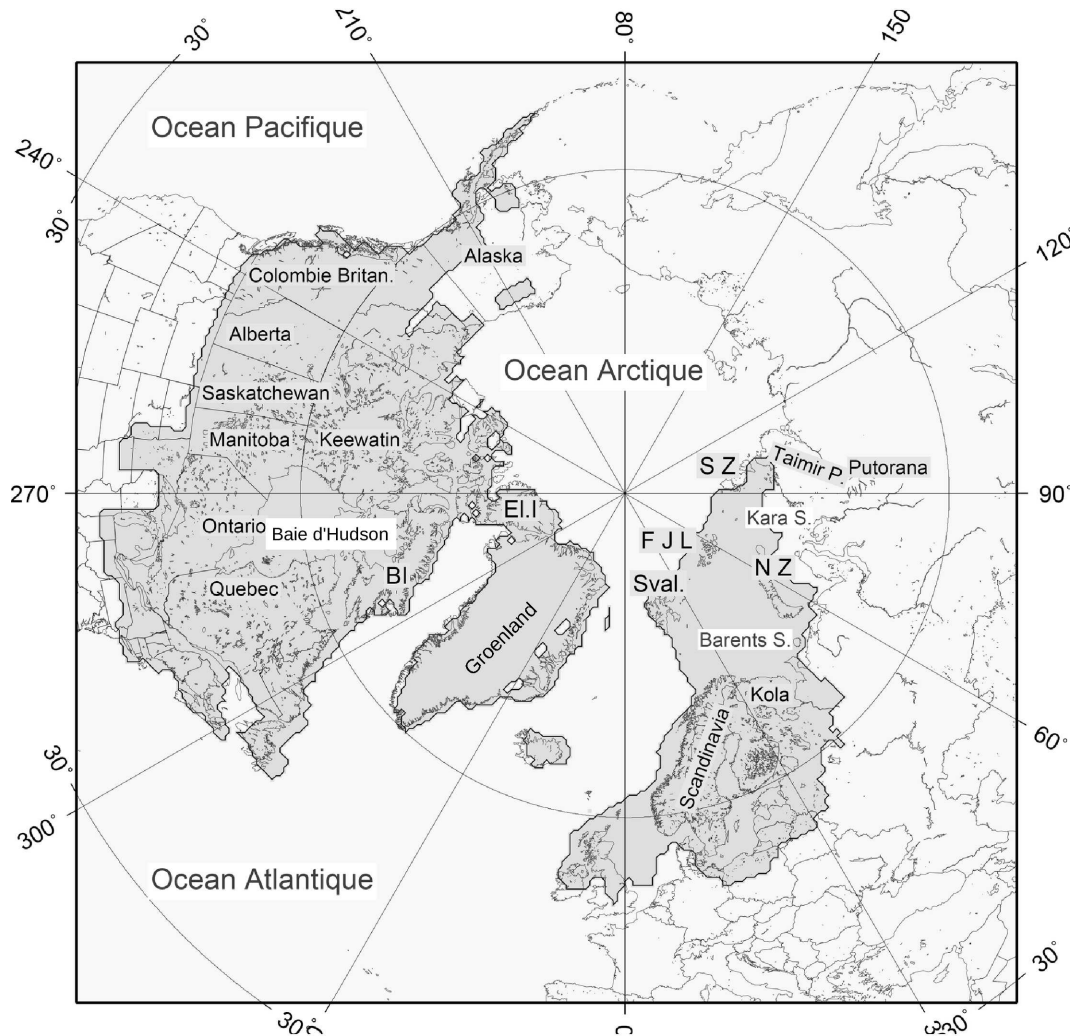 30°
210°
180
150
Ocean Pacifique
240°
30°
120°
Alaska
Colombie Britan.
Alberta
Ocean Arctique
Saskatchewan
Manitoba
Keewatin
S Z
Taimir P.
Putorana
270°
90°
El.I
Kara S.
Ontario
Baie d'Hudson
F J L
N Z
BI
Sval.
Quebec
Groenland
Barents S.
Kola
Scandinavia
30°
60°
300°
Ocean Atlantique
30°
30°
0
330°